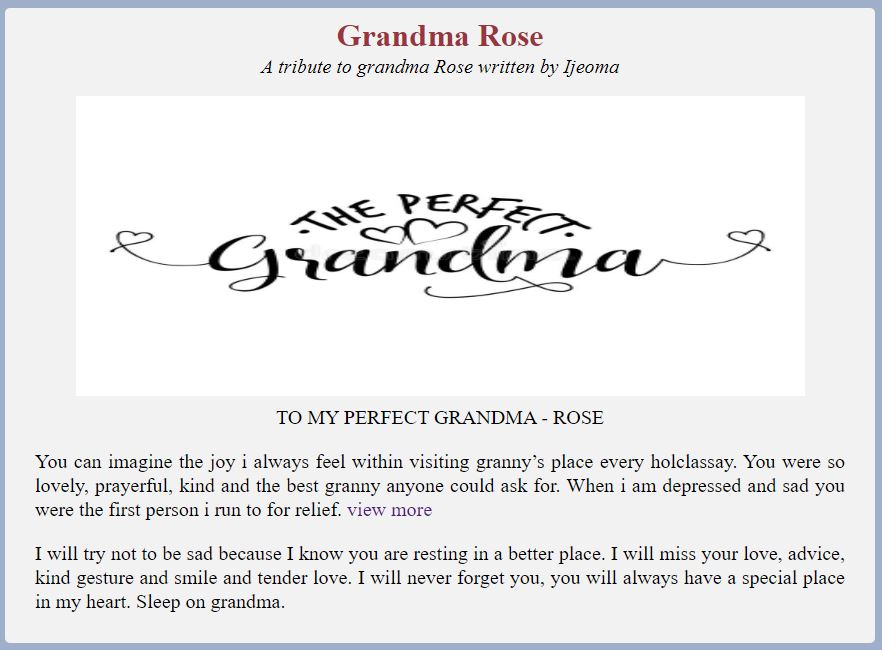 Grandma Rose
A tribute to grandma Rose written by Ijeoma
·THE PERFECT·
Grandma
TO MY PERFECT GRANDMA - ROSE
You can imagine the joy i always feel within visiting granny’s place every holclassay. You were so
lovely, prayerful, kind and the best granny anyone could ask for. When i am depressed and sad you
were the first person i run to for relief. view more
I will try not to be sad because I know you are resting in a better place. I will miss your love, advice,
kind gesture and smile and tender love. I will never forget you, you will always have a special place
in my heart. Sleep on grandma.